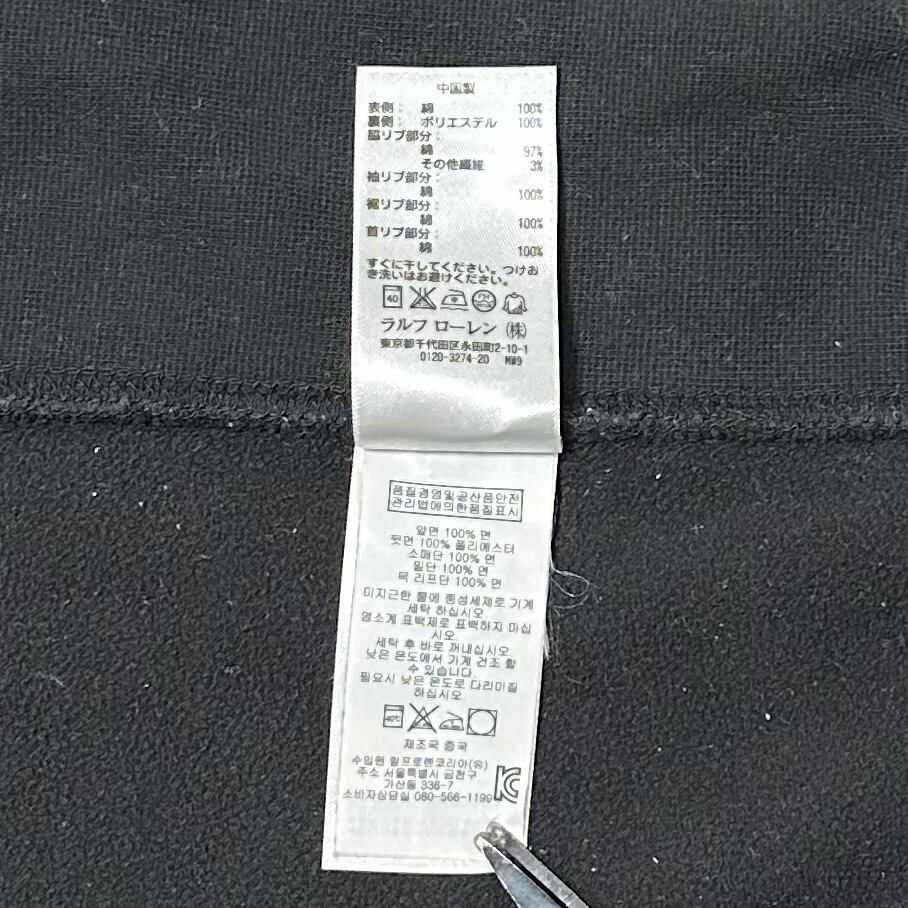 中国製
表側： 綿 100%
裏側： ポリエステル 100%
脇リブ部分：
綿 97%
その他繊維 3%
袖リブ部分：
綿 100%
裾リブ部分：
綿 100%
首リブ部分：
綿 100%
すぐに干してください。つけお
き洗いはお避けください。
40 中 ドライ
ラルフ ローレン (株)
東京都千代田区永田町2-10-1
0120-3274-20 MW9
품질경영및공산품안전
관리법에의한품질표시
앞면 100% 면
뒷면 100% 폴리에스터
소매단 100% 면
밑단 100% 면
목 리프단 100% 면
미지근한 물에 중성세제로 기계
세탁 하십시오
염소계 표백제로 표백하지 마십
시오
세탁 후 바로 꺼내십시오
낮은 온도에서 기계 건조 할
수 있습니다
필요시 낮은 온도로 다리미질
하십시오
40℃
제조국 중국
수입원 랄프로렌코리아(유)
주소 서울특별시 금천구
가산동 336-7
소비자상담실 080-566-1199